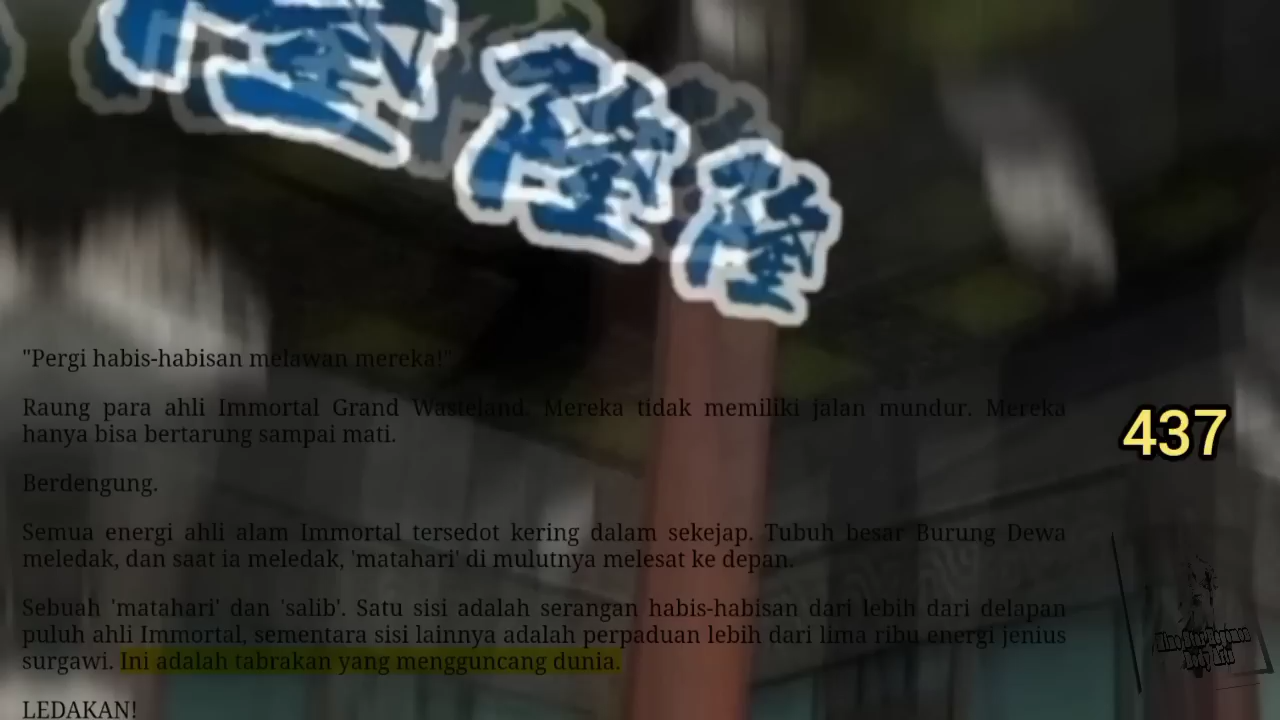 隆
隆
隆
"Pergi habis-habisan melawan mereka!"
Raung para ahli Immortal Grand Wasteland. Mereka tidak memiliki jalan mundur. Mereka
hanya bisa bertarung sampai mati.
437
Berdengung.
Semua energi ahli alam Immortal tersedot kering dalam sekejap. Tubuh besar Burung Dewa
meledak, dan saat ia meledak, 'matahari' di mulutnya melesat ke depan.
Sebuah 'matahari' dan 'salib'. Satu sisi adalah serangan habis-habisan dari lebih dari delapan
puluh ahli Immortal, sementara sisi lainnya adalah perpaduan lebih dari lima ribu energi jenius
surgawi. Ini adalah tabrakan yang mengguncang dunia.
LEDAKAN!